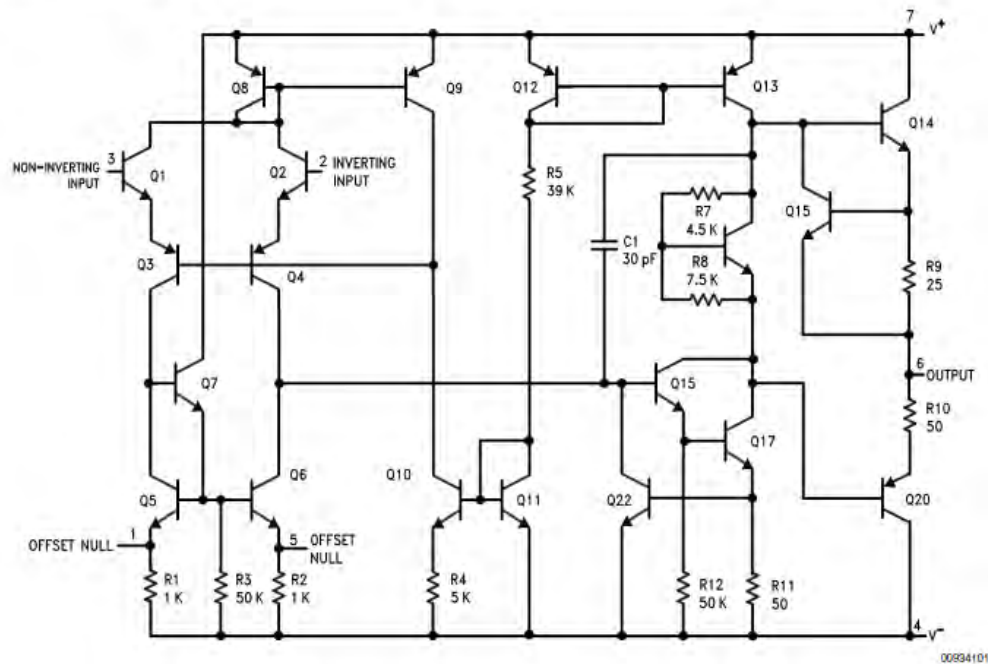 7
V+
Q8
Q9
Q12
Q13
Q14
NON-INVERTING
INPUT
3
Q1
Q2
2
INVERTING
INPUT
R5
39 K
Q15
R7
4.5 K
R8
7.5 K
C1
30 pF
Q3
Q4
R9
25
6
OUTPUT
Q7
Q15
Q17
R10
50
Q5
Q6
Q10
Q11
Q22
Q20
OFFSET NULL
1
5
OFFSET
NULL
R1
1 K
R3
50 K
R2
1 K
R4
5 K
R12
50 K
R11
50
4
V-
00934101